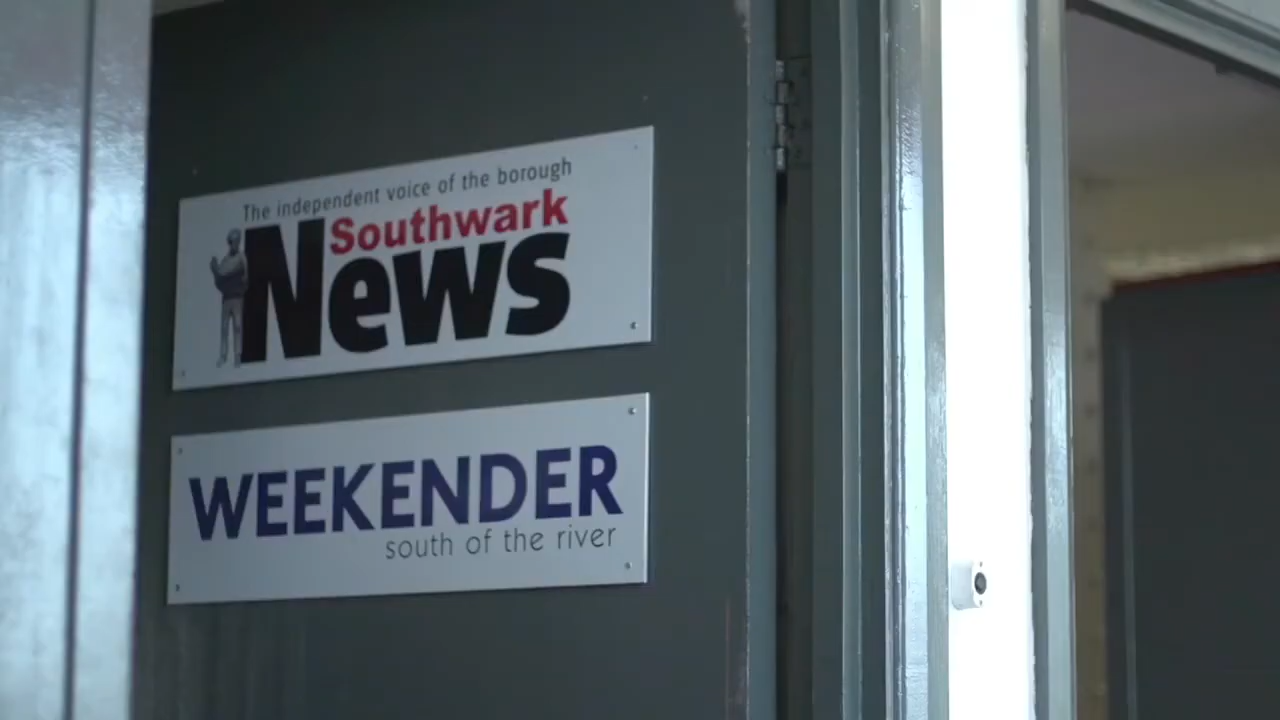 The independent voice of the borough
Southwark
News
WEEKENDER
south of the river